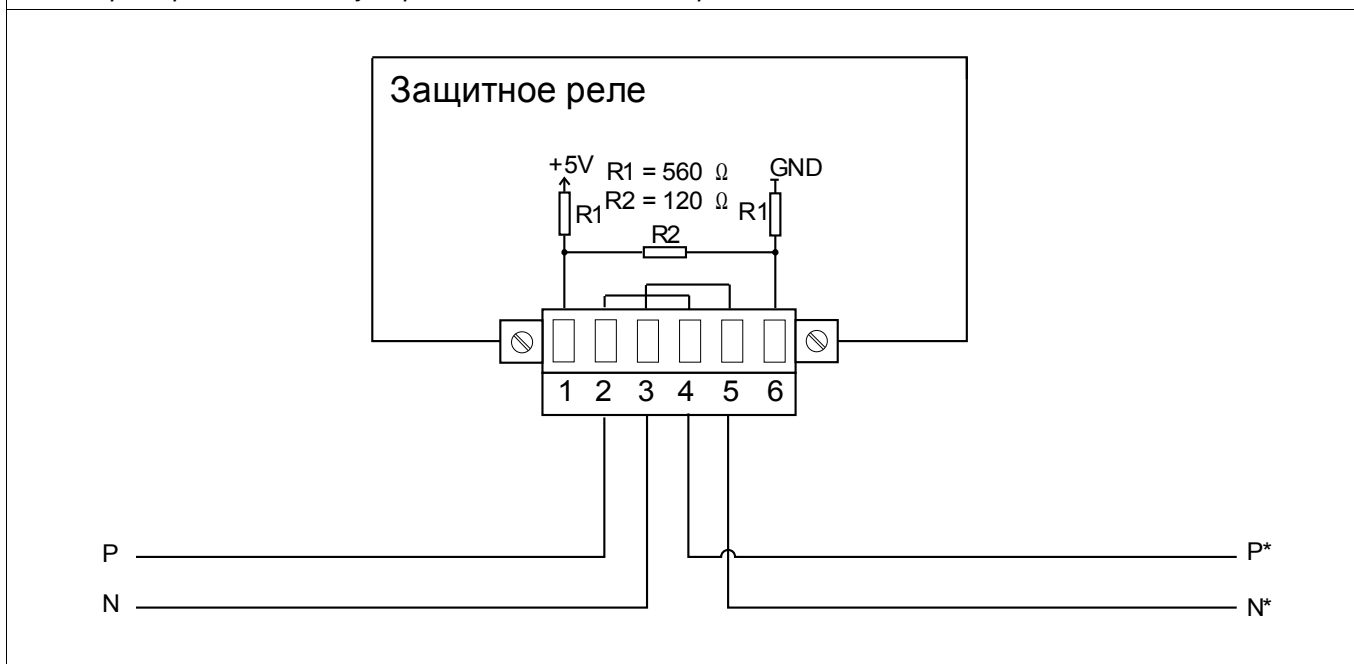 Защитное реле
+5V R1 = 560 Ω GND
R1 R2 = 120 Ω R1
R2
1 2 3 4 5 6
P P*
N N*